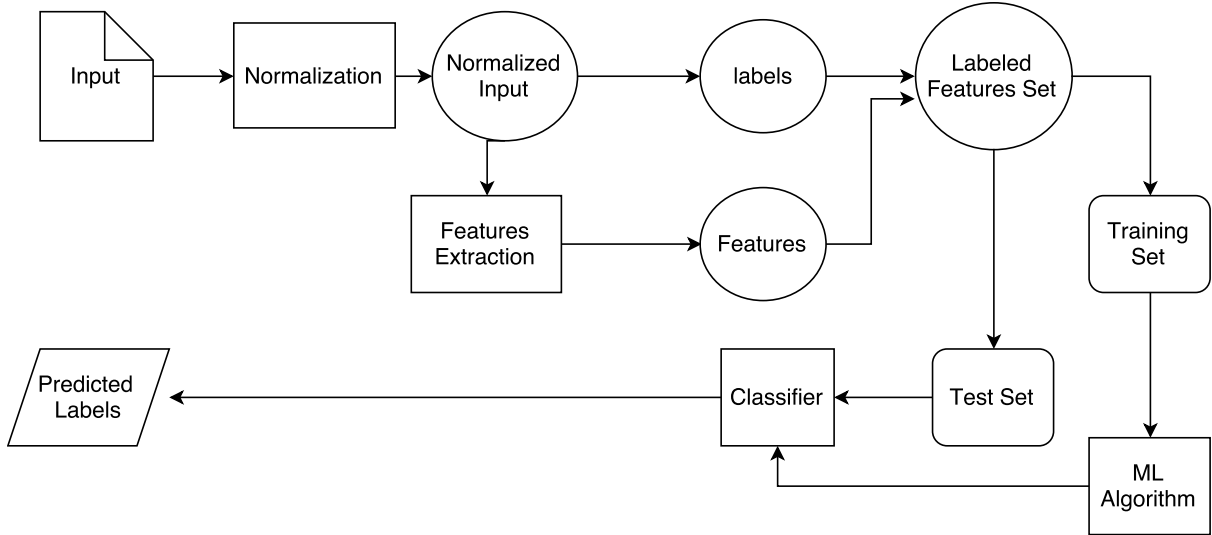 Input
Normalization
Normalized
Input
labels
Labeled
Features Set
Features
Extraction
Features
Training
Set
Predicted
Labels
Classifier
Test Set
ML
Algorithm